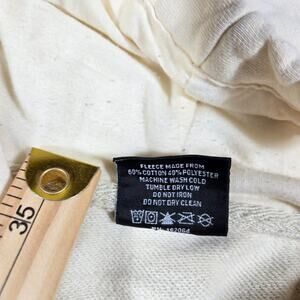 FLEECE MADE FROM
60% COTTON 40% POLYESTER
MACHINE WASH COLD
TUMBLE DRY LOW
DO NOT IRON
DO NOT DRY CLEAN
35